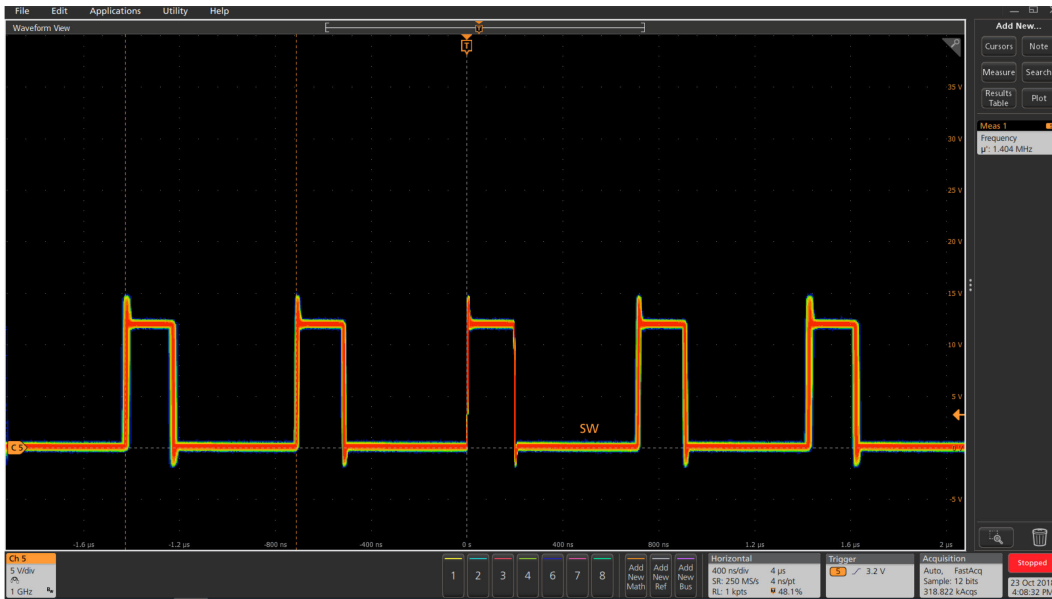 File Edit Applications Utility Help
Waveform View
T
T
Add New...
Cursors Note
Measure Search
Results Table Plot
Meas 1
Frequency
µ': 1.404 MHz
35 V
30 V
25 V
20 V
15 V
10 V
5 V
0 V
-5 V
C 5
SW
-1.6 µs -1.2 µs -800 ns -400 ns 0 s 400 ns 800 ns 1.2 µs 1.6 µs 2 µs
Ch 5
5 V/div
1 GHz
1 2 3 4 6 7 8
Add New Math
Add New Ref
Add New Bus
Horizontal
400 ns/div 4 µs
SR: 250 MS/s 4 ns/pt
RL: 1 kpts 48.1%
Trigger
5 3.2 V
Acquisition
Auto, FastAcq
Sample: 12 bits
318.822 kAcqs
Stopped
23 Oct 2018
4:08:32 PM